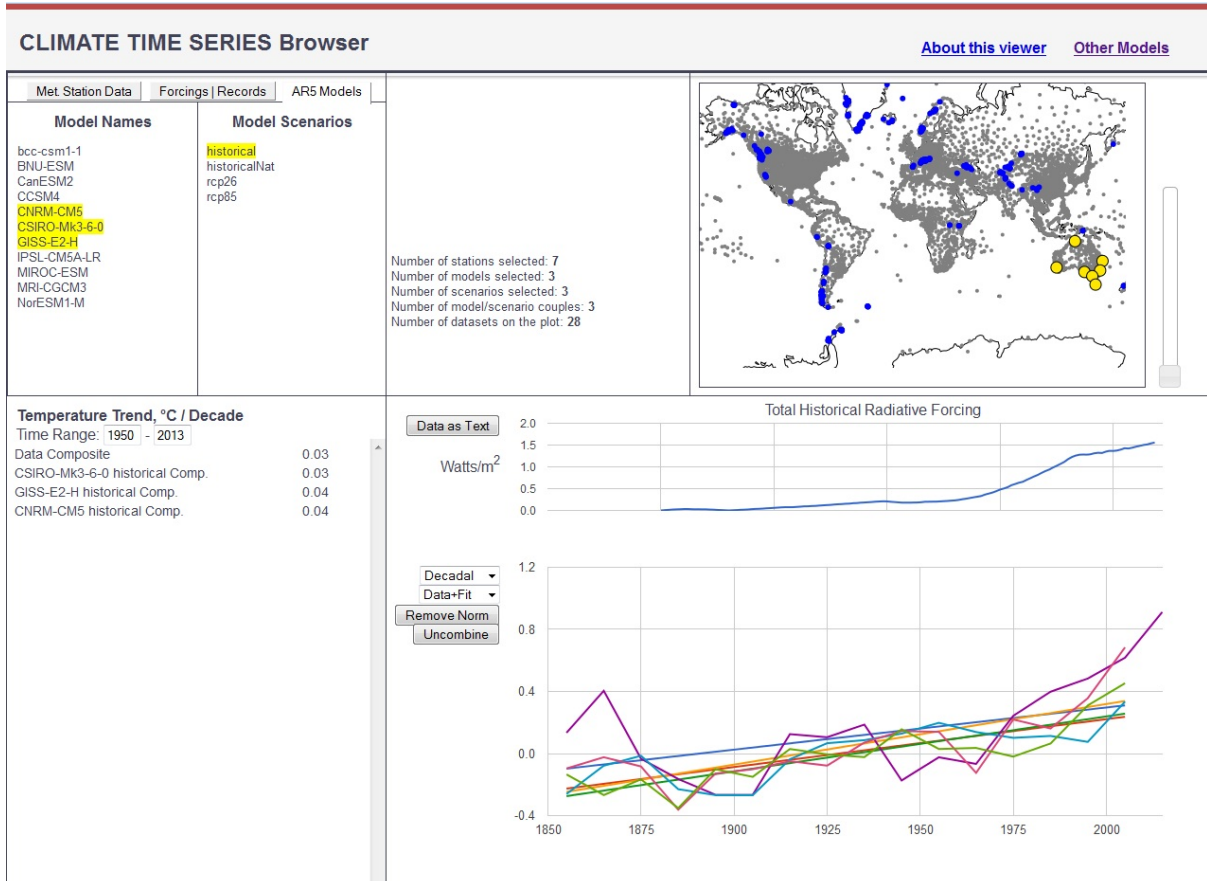 CLIMATE TIME SERIES Browser
About this viewer Other Models
Met. Station Data Forcings | Records AR5 Models
Model Names Model Scenarios
bcc-csm1-1 historical
BNU-ESM historicalNat
CanESM2 rcp26
CCSM4 rcp85
CNRM-CM5
CSIRO-Mk3-6-0
GISS-E2-H
IPSL-CM5A-LR
MIROC-ESM
MRI-CGCM3
NorESM1-M
Number of stations selected: 7
Number of models selected: 3
Number of scenarios selected: 3
Number of model/scenario couples: 3
Number of datasets on the plot: 28
Temperature Trend, °C / Decade
Time Range: 1950 - 2013
Data Composite 0.03
CSIRO-Mk3-6-0 historical Comp. 0.03
GISS-E2-H historical Comp. 0.04
CNRM-CM5 historical Comp. 0.04
Total Historical Radiative Forcing
Data as Text
Watts/m²
2.0
1.5
1.0
0.5
0.0
Decadal
Data+Fit
Remove Norm
Uncombine
1.2
0.8
0.4
0.0
-0.4
1850 1875 1900 1925 1950 1975 2000